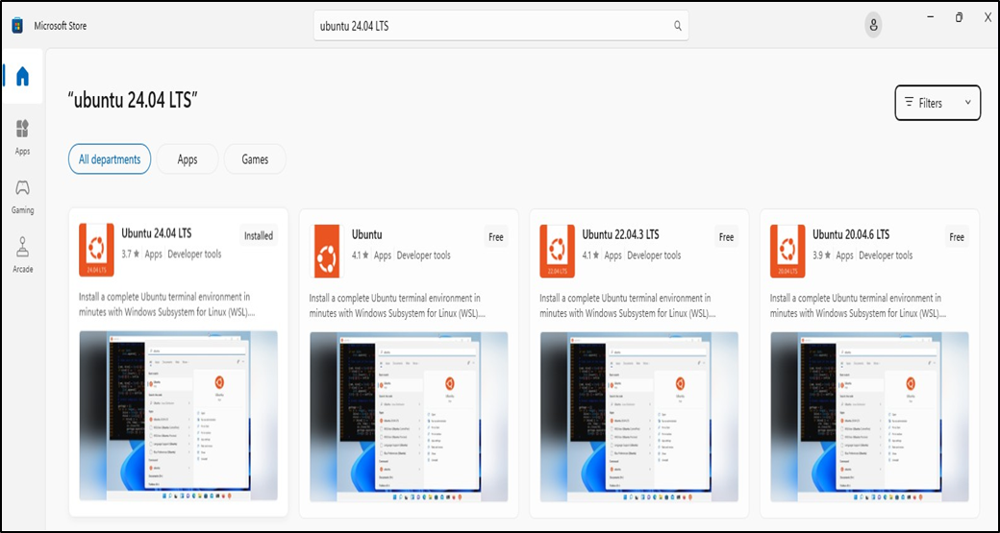 Microsoft Store
ubuntu 24.04 LTS
“ubuntu 24.04 LTS”
Filters
All departments
Apps
Games
Apps
Gaming
Arcade
Ubuntu 24.04 LTS
Installed
3.7 ★ Apps Developer tools
24.04 LTS
Install a complete Ubuntu terminal environment in
minutes with Windows Subsystem for Linux (WSL)....
Ubuntu
Free
4.1 ★ Apps Developer tools
Install a complete Ubuntu terminal environment in
minutes with Windows Subsystem for Linux (WSL)....
Ubuntu 22.04.3 LTS
Free
4.1 ★ Apps Developer tools
22.04 LTS
Install a complete Ubuntu terminal environment in
minutes with Windows Subsystem for Linux (WSL)....
Ubuntu 20.04.6 LTS
Free
3.9 ★ Apps Developer tools
20.04 LTS
Install a complete Ubuntu terminal environment in
minutes with Windows Subsystem for Linux (WSL)....